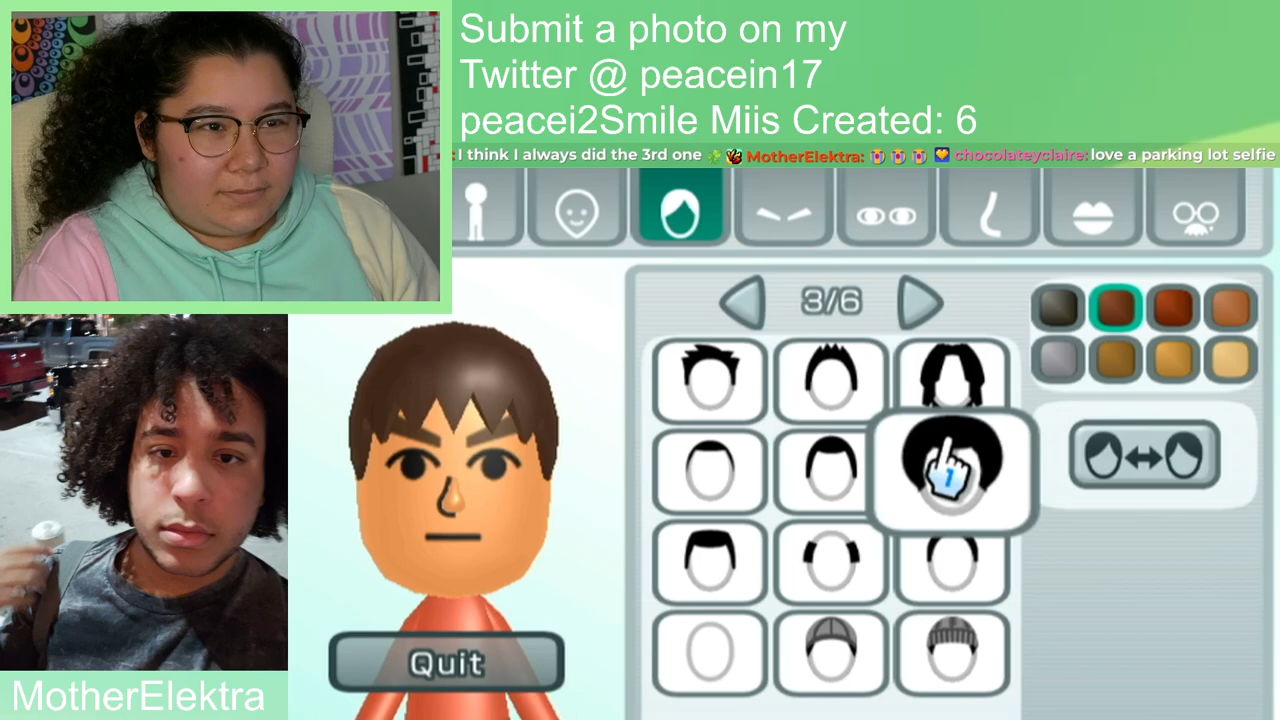 Submit a photo on my
Twitter @ peacein17
peacei2Smile Miis Created: 6
: I think I always did the 3rd one MotherElektra: chocolateyclaire: love a parking lot selfie
3/6
1
Quit
MotherElektra